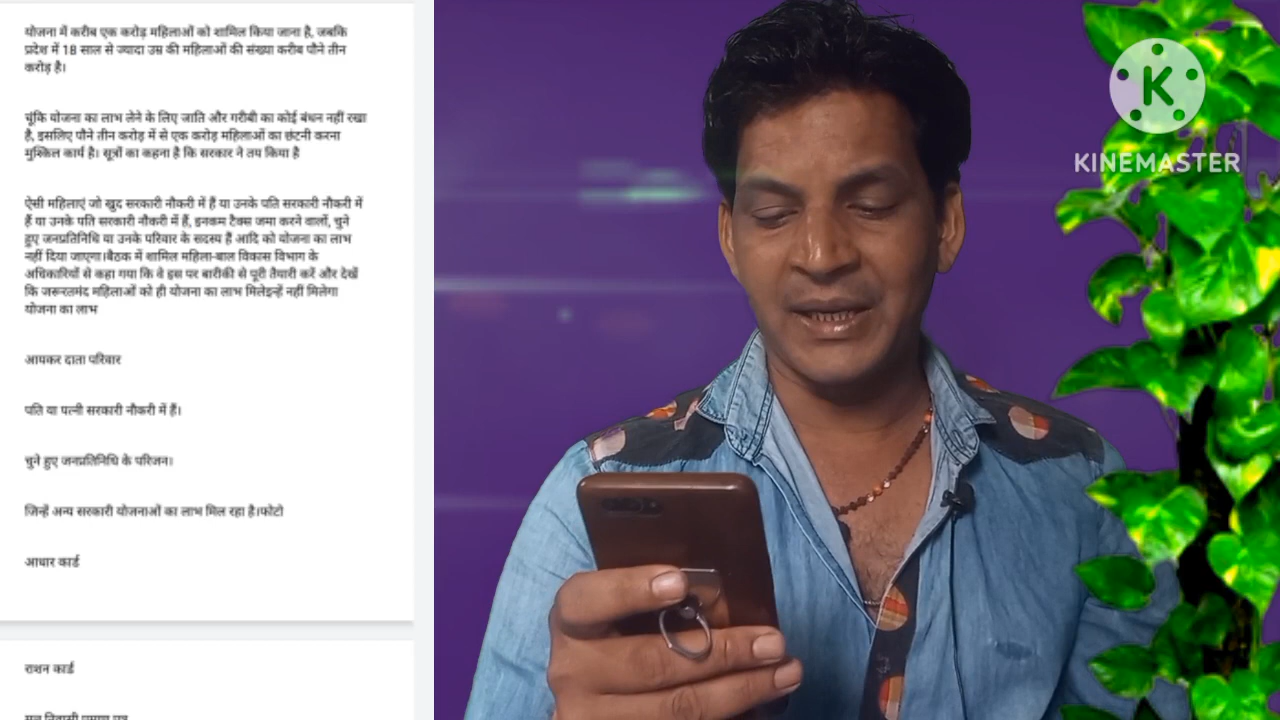 योजना में करीब एक करोड़ महिलाओं को शामिल किया जाना है, जबकि
प्रदेश में 18 साल से ज्यादा उम्र की महिलाओं की संख्या करीब पौने तीन
करोड़ है।
चूंकि योजना का लाभ लेने के लिए जाति और गरीबी का कोई बंधन नहीं रखा
है, इसलिए पौने तीन करोड़ में से एक करोड़ महिलाओं का छंटनी करना
मुश्किल कार्य है। सूत्रों का कहना है कि सरकार ने तय किया है
ऐसी महिलाएं जो खुद सरकारी नौकरी में हैं या उनके पति सरकारी नौकरी में
हैं या उनके पति सरकारी नौकरी में हैं, इनकम टैक्स जमा करने वालों, चुने
हुए जनप्रतिनिधि या उनके परिवार के सदस्य हैं आदि को योजना का लाभ
नहीं दिया जाएगा।बैठक में शामिल महिला-बाल विकास विभाग के
अधिकारियों से कहा गया कि वे इस पर बारीकी से पूरी तैयारी करें और देखें
कि जरूरतमंद महिलाओं को ही योजना का लाभ मिलेइन्हें नहीं मिलेगा
योजना का लाभ
आयकर दाता परिवार
पति या पत्नी सरकारी नौकरी में हैं।
चुने हुए जनप्रतिनिधि के परिजन।
जिन्हें अन्य सरकारी योजनाओं का लाभ मिल रहा है।फोटो
आधार कार्ड
राशन कार्ड
K
KINEMASTER